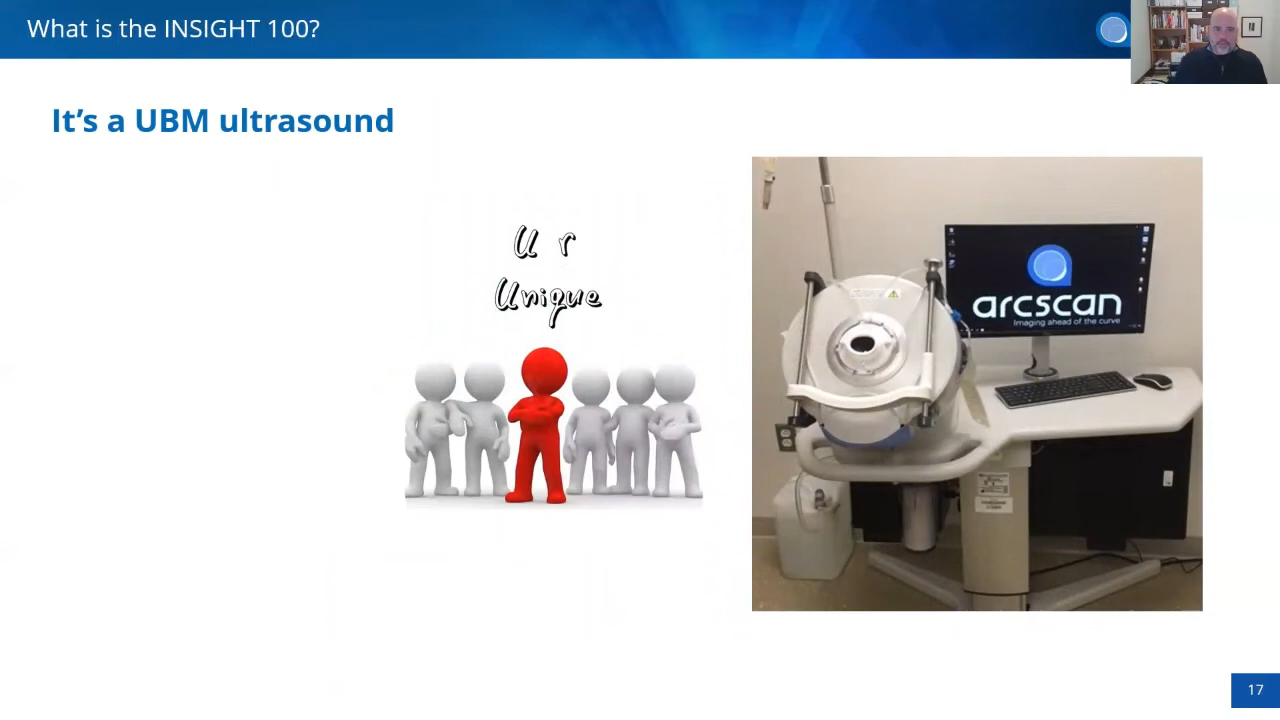 What is the INSIGHT 100?
It's a UBM ultrasound
U r
Unique
arcscan
Imaging ahead of the curve
17